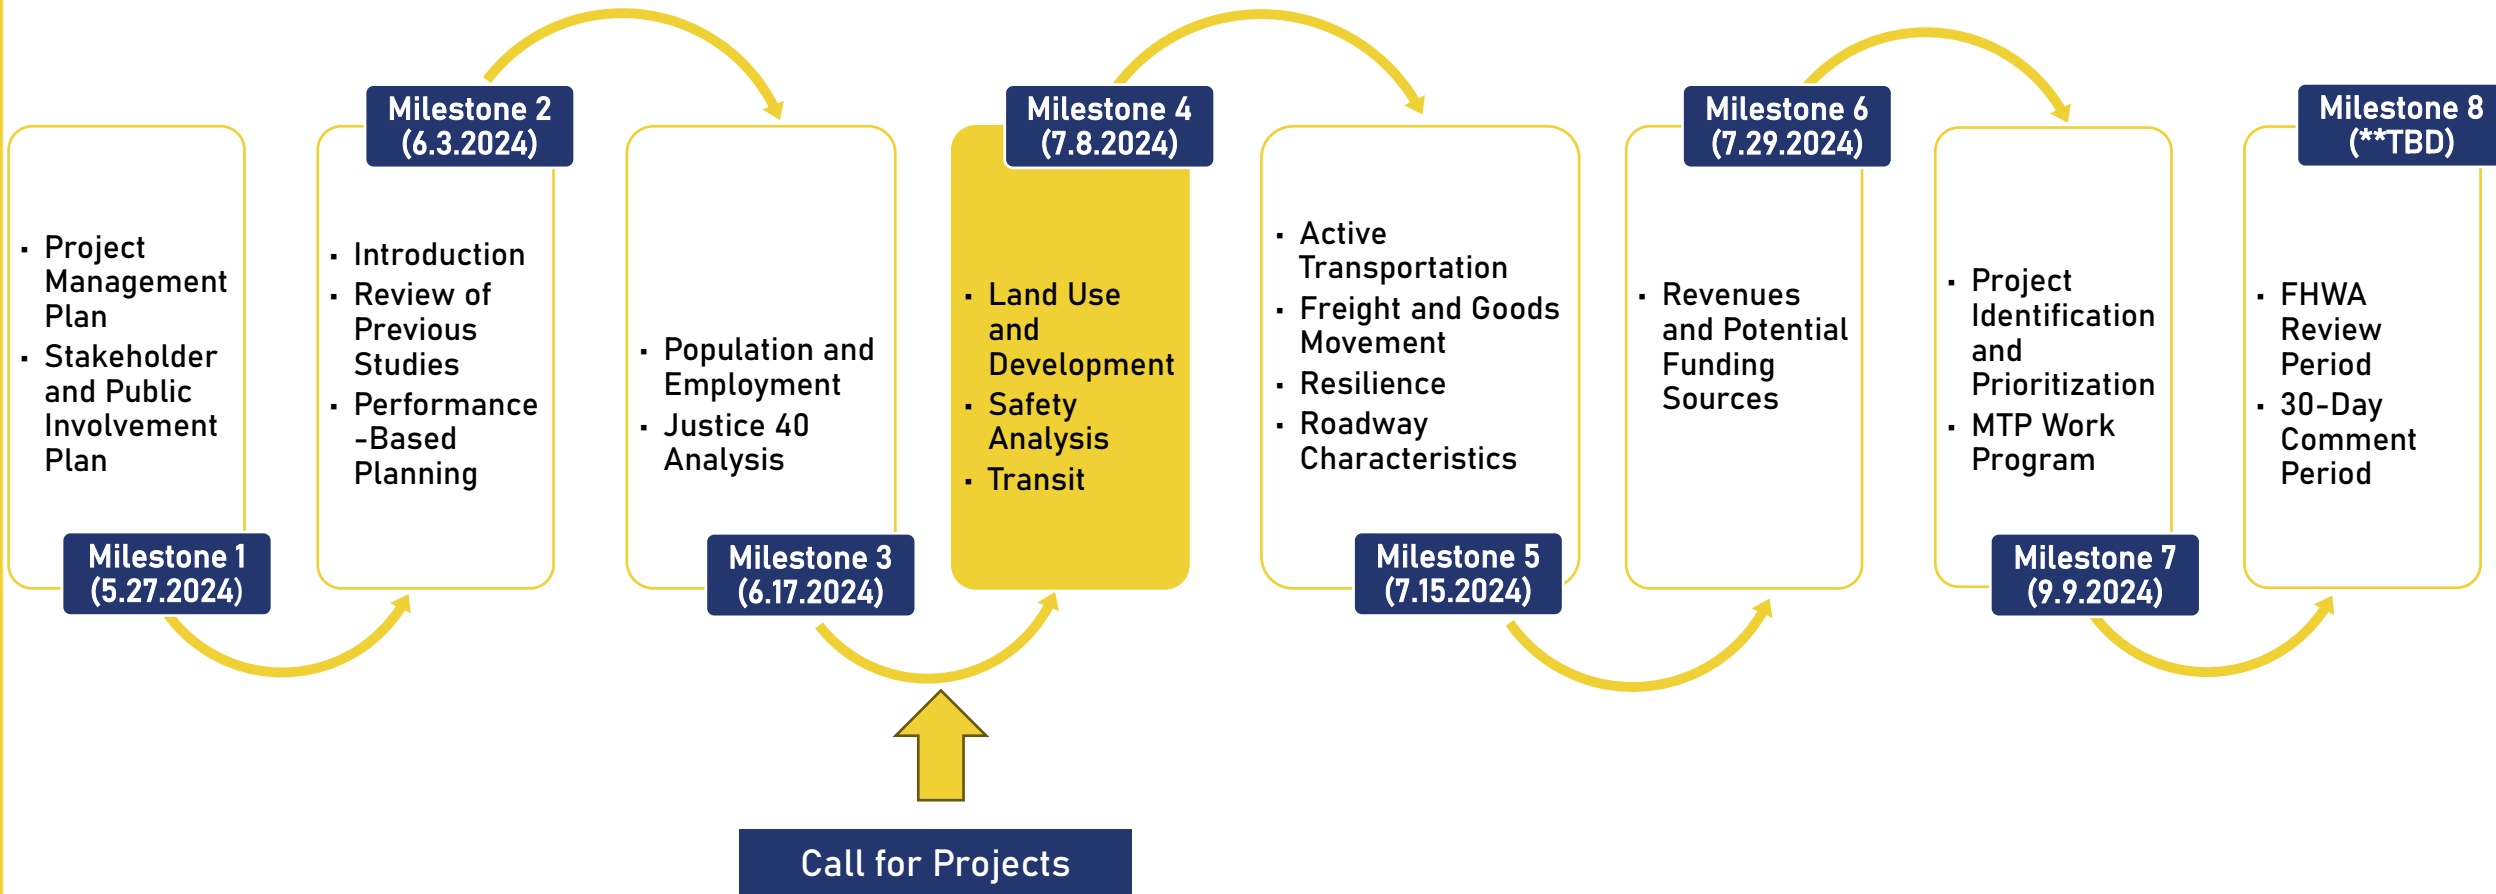 ▪ Project
Management
Plan
▪ Stakeholder
and Public
Involvement
Plan
Milestone 1
(5.27.2024)
Milestone 2
(6.3.2024)
▪ Introduction
▪ Review of
Previous
Studies
▪ Performance
-Based
Planning
▪ Population and
Employment
▪ Justice 40
Analysis
Milestone 3
(6.17.2024)
Milestone 4
(7.8.2024)
▪ Land Use
and
Development
▪ Safety
Analysis
▪ Transit
▪ Active
Transportation
▪ Freight and Goods
Movement
▪ Resilience
▪ Roadway
Characteristics
Milestone 5
(7.15.2024)
Milestone 6
(7.29.2024)
▪ Revenues
and Potential
Funding
Sources
▪ Project
Identification
and
Prioritization
▪ MTP Work
Program
Milestone 7
(9.9.2024)
Milestone 8
(**TBD)
▪ FHWA
Review
Period
▪ 30-Day
Comment
Period
Call for Projects